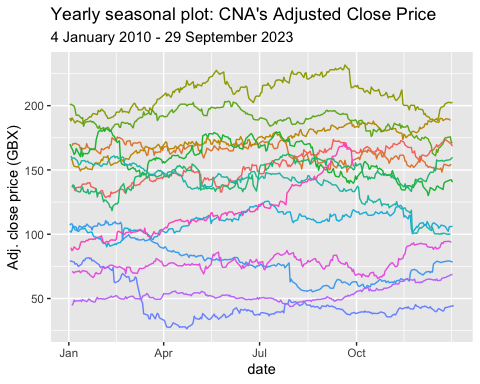 Yearly seasonal plot: CNA's Adjusted Close Price
4 January 2010 - 29 September 2023
Adj. close price (GBX)
200
150
100
50
Jan
Apr
Jul
Oct
date